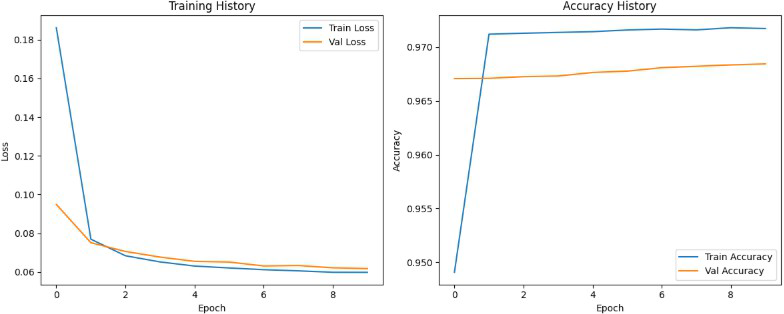 Training History
Train Loss
Val Loss
0.18
0.16
0.14
0.12
0.10
0.08
0.06
Loss
0 2 4 6 8
Epoch
Accuracy History
0.970
0.965
0.960
0.955
0.950
Accuracy
Train Accuracy
Val Accuracy
0 2 4 6 8
Epoch